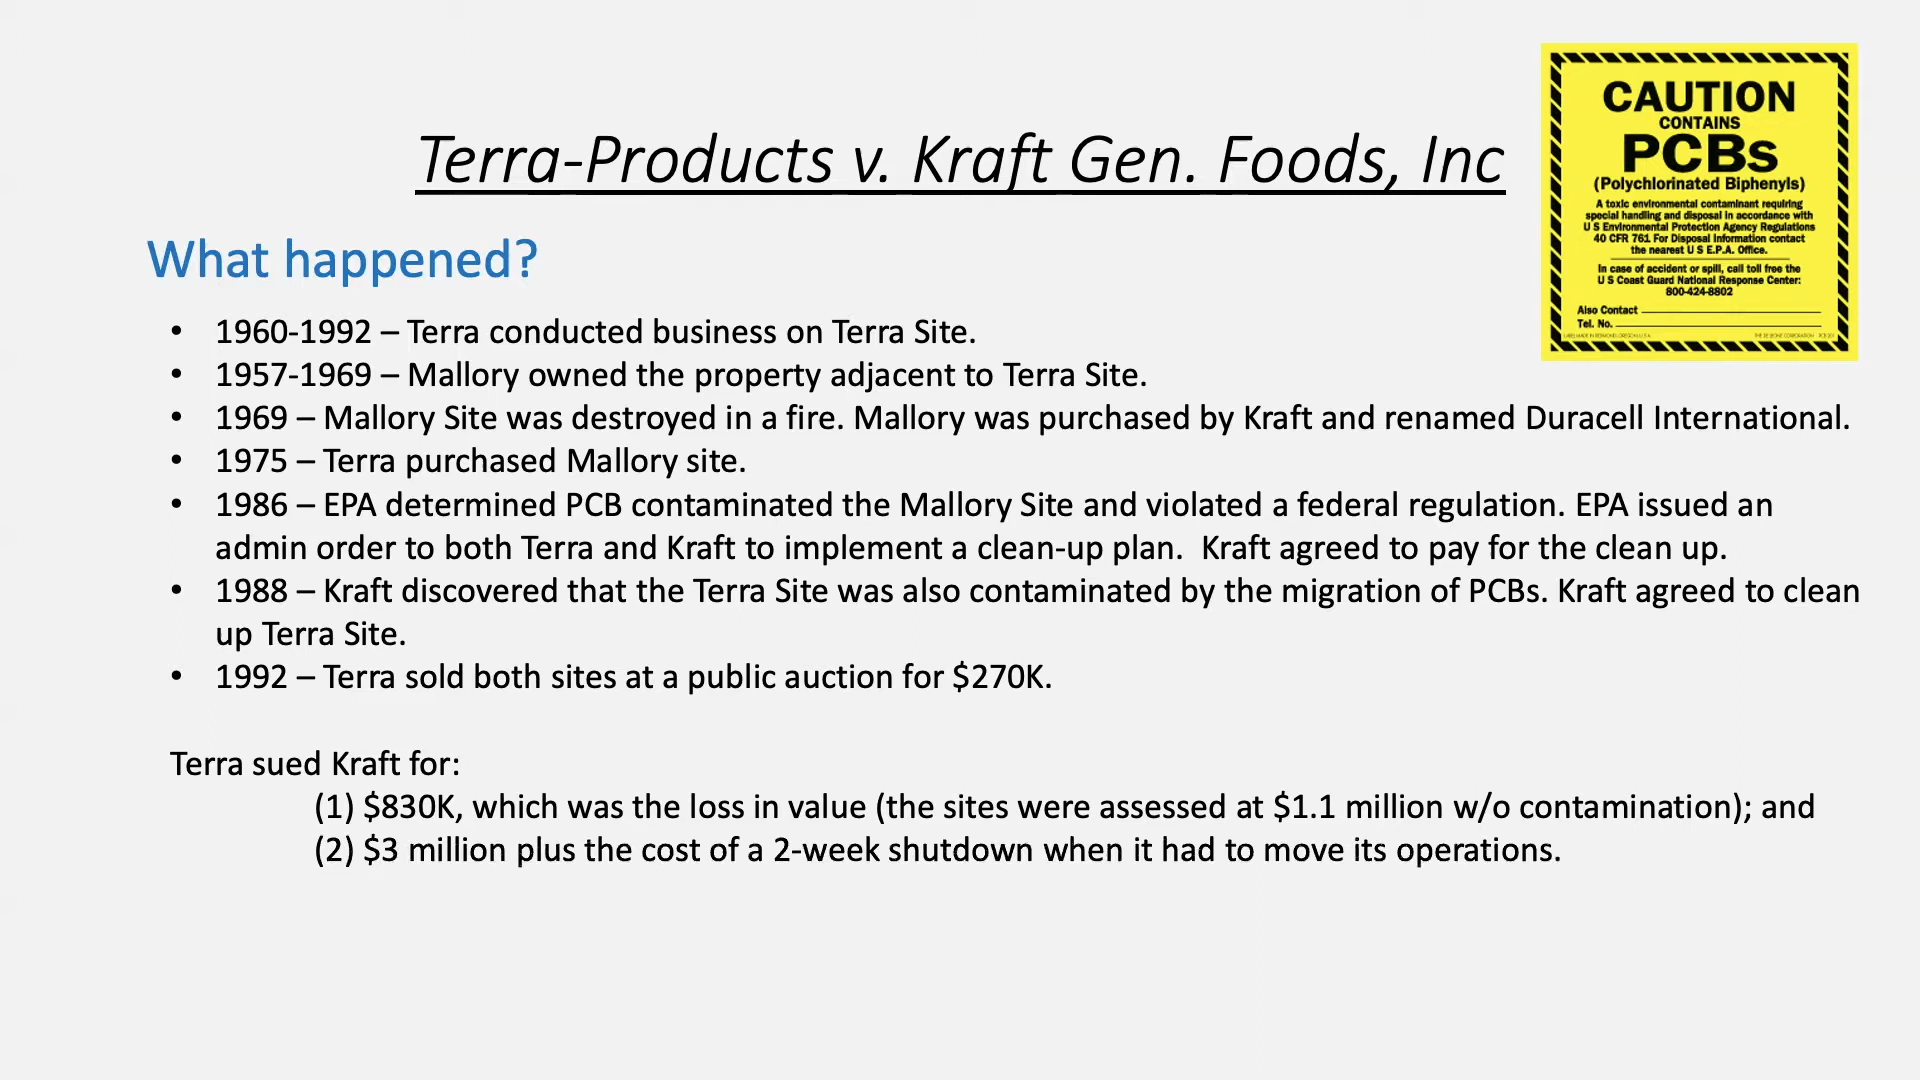 Terra-Products v. Kraft Gen. Foods, Inc
CAUTION
CONTAINS
PCBs
(Polychlorinated Biphenyls)
A toxic environmental contaminant requiring
special handling and disposal in accordance with
U S Environmental Protection Agency Regulations
40 CFR 761 For Disposal Information contact
the nearest U S E.P.A. Office.
In case of accident or spill, call toll free the
U S Coast Guard National Response Center:
800-424-8802
Also Contact
Tel. No.
What happened?
• 1960-1992 – Terra conducted business on Terra Site.
• 1957-1969 – Mallory owned the property adjacent to Terra Site.
• 1969 – Mallory Site was destroyed in a fire. Mallory was purchased by Kraft and renamed Duracell International.
• 1975 – Terra purchased Mallory site.
• 1986 – EPA determined PCB contaminated the Mallory Site and violated a federal regulation. EPA issued an
admin order to both Terra and Kraft to implement a clean-up plan. Kraft agreed to pay for the clean up.
• 1988 – Kraft discovered that the Terra Site was also contaminated by the migration of PCBs. Kraft agreed to clean
up Terra Site.
• 1992 – Terra sold both sites at a public auction for $270K.
Terra sued Kraft for:
(1) $830K, which was the loss in value (the sites were assessed at $1.1 million w/o contamination); and
(2) $3 million plus the cost of a 2-week shutdown when it had to move its operations.